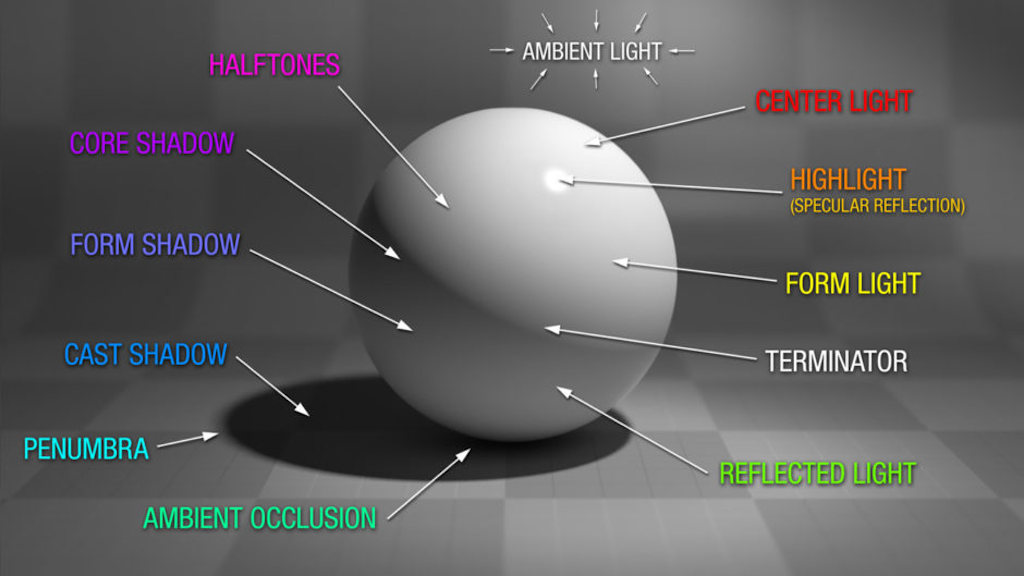 AMBIENT LIGHT
HALFTONES
CENTER LIGHT
CORE SHADOW
HIGHLIGHT
(SPECULAR REFLECTION)
FORM SHADOW
FORM LIGHT
CAST SHADOW
TERMINATOR
PENUMBRA
REFLECTED LIGHT
AMBIENT OCCLUSION